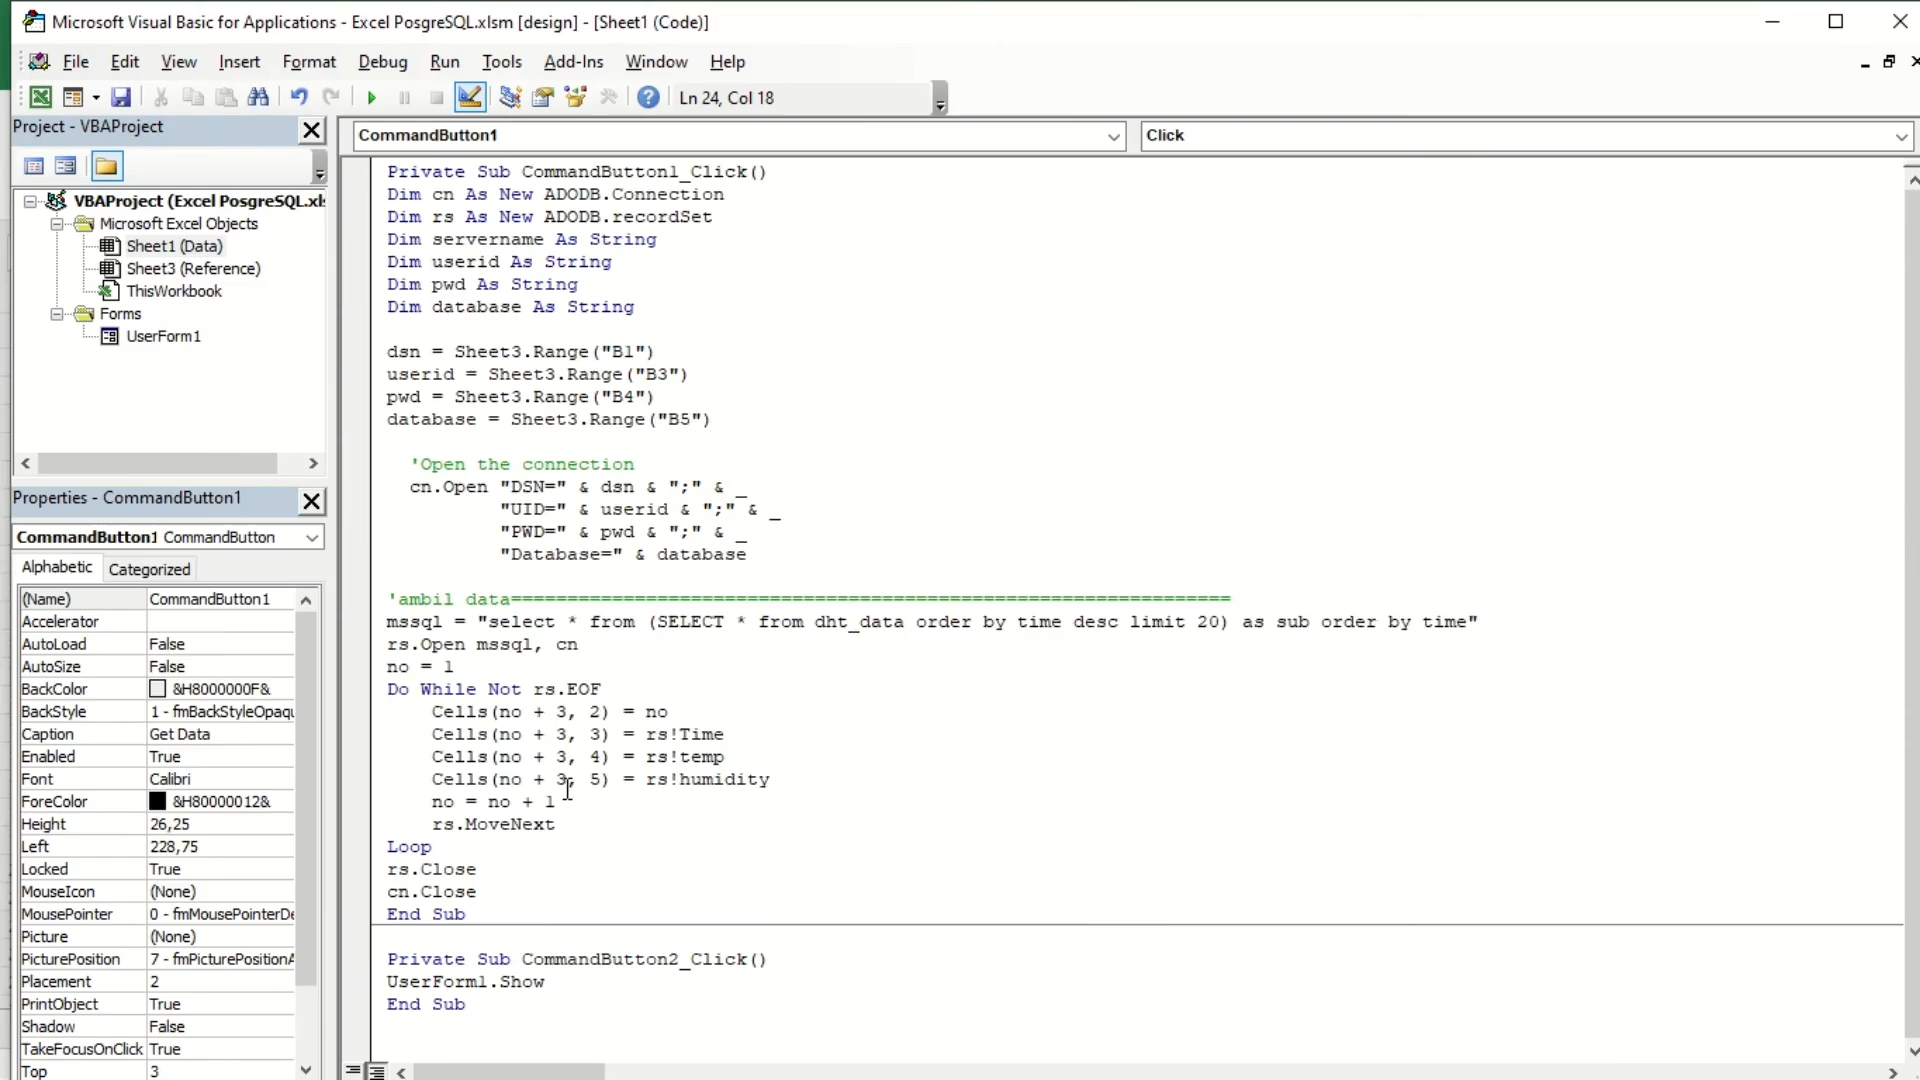 Microsoft Visual Basic for Applications - Excel PosgreSQL.xlsm [design] - [Sheet1 (Code)]
File Edit View Insert Format Debug Run Tools Add-Ins Window Help
Ln 24, Col 18
Project - VBAProject
VBAProject (Excel PosgreSQL.xl
Microsoft Excel Objects
Sheet1 (Data)
Sheet3 (Reference)
ThisWorkbook
Forms
UserForm1
Properties - CommandButton1
CommandButton1 CommandButton
Alphabetic Categorized
(Name) CommandButton1
Accelerator
AutoLoad False
AutoSize False
BackColor &H8000000F&
BackStyle 1 - fmBackStyleOpaqu
Caption Get Data
Enabled True
Font Calibri
ForeColor &H80000012&
Height 26,25
Left 228,75
Locked True
MouseIcon (None)
MousePointer 0 - fmMousePointerDe
Picture (None)
PicturePosition 7 - fmPicturePositionA
Placement 2
PrintObject True
Shadow False
TakeFocusOnClick True
Top 3
CommandButton1 Click
Private Sub CommandButton1_Click()
Dim cn As New ADODB.Connection
Dim rs As New ADODB.recordSet
Dim servername As String
Dim userid As String
Dim pwd As String
Dim database As String
dsn = Sheet3.Range("B1")
userid = Sheet3.Range("B3")
pwd = Sheet3.Range("B4")
database = Sheet3.Range("B5")
'Open the connection
cn.Open "DSN=" & dsn & ";" & _
"UID=" & userid & ";" & _
"PWD=" & pwd & ";" & _
"Database=" & database
'ambil data================================================================
mssql = "select * from (SELECT * from dht_data order by time desc limit 20) as sub order by time"
rs.Open mssql, cn
no = 1
Do While Not rs.EOF
Cells(no + 3, 2) = no
Cells(no + 3, 3) = rs!Time
Cells(no + 3, 4) = rs!temp
Cells(no + 3, 5) = rs!humidity
no = no + 1
rs.MoveNext
Loop
rs.Close
cn.Close
End Sub
Private Sub CommandButton2_Click()
UserForm1.Show
End Sub